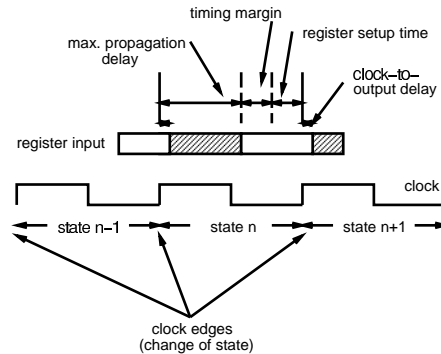 timing margin
max. propagation
delay
register setup time
clock-to-
output delay
register input
clock
state n-1
state n
state n+1
clock edges
(change of state)